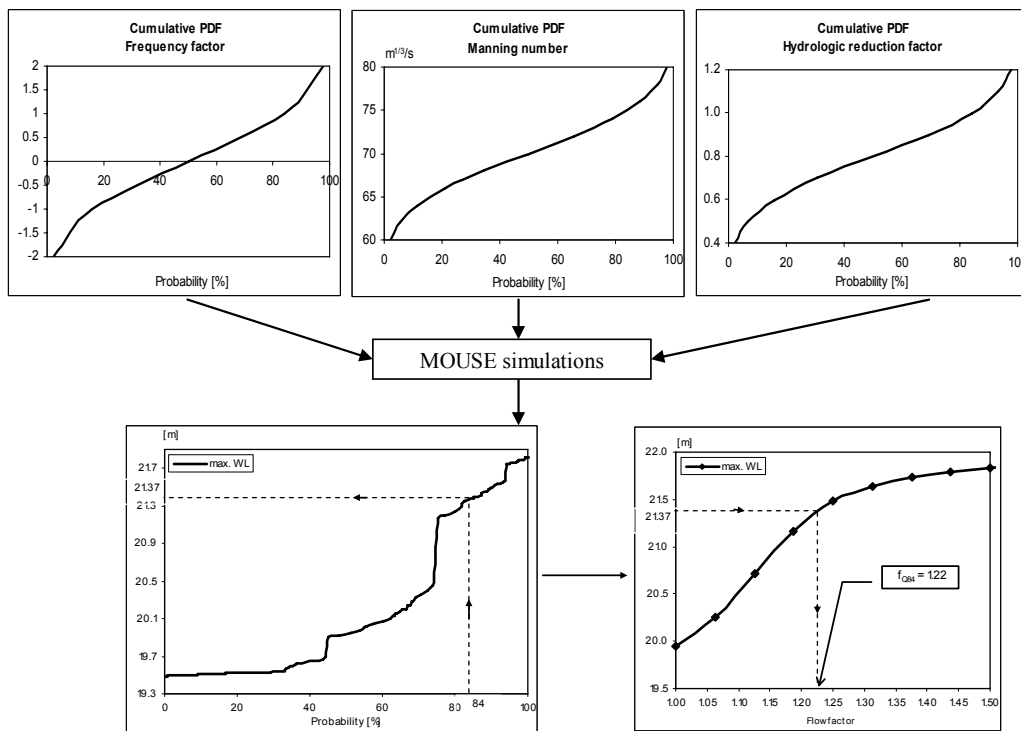 Cumulative PDF
Frequency factor
2
1.5
1
0.5
0
-0.5
-1
-1.5
-2
0 20 40 60 80 100
Probability [%]
Cumulative PDF
Manning number
m1/3/s
80
75
70
65
60
0 20 40 60 80 100
Probability [%]
Cumulative PDF
Hydrologic reduction factor
1.2
1.0
0.8
0.6
0.4
0 20 40 60 80 100
Probability [%]
MOUSE simulations
[m]
max. WL
21.7
2137
21.3
20.9
20.5
20.1
19.7
19.3
0 20 40 60 80 84 100
Probability [%]
[m]
max. WL
22.0
21.5
2137
21.0
20.5
20.0
19.5
1.00 1.05 1.10 1.15 1.20 1.25 1.30 1.35 1.40 1.45 1.50
Flowfactor
fQ84 = 1.22